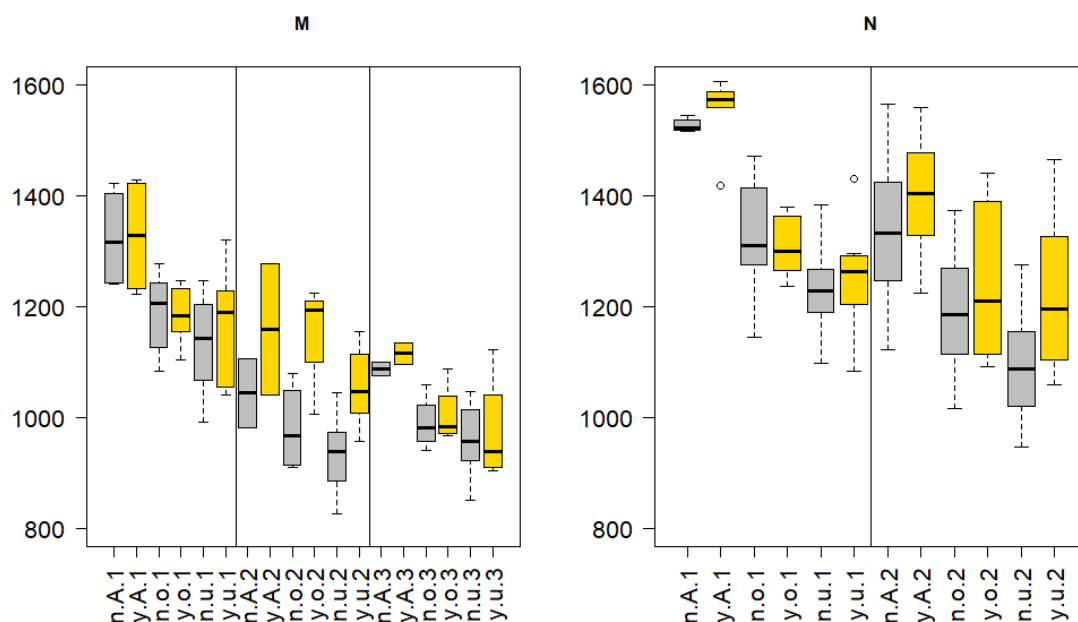 M
1600
1400
1200
1000
800
n.A.1
y.A.1
n.o.1
y.o.1
n.u.1
y.u.1
n.A.2
y.A.2
n.o.2
y.o.2
n.u.2
y.u.2
n.A.3
y.A.3
n.o.3
y.o.3
n.u.3
y.u.3
N
1600
1400
1200
1000
800
n.A.1
y.A.1
n.o.1
y.o.1
n.u.1
y.u.1
n.A.2
y.A.2
n.o.2
y.o.2
n.u.2
y.u.2